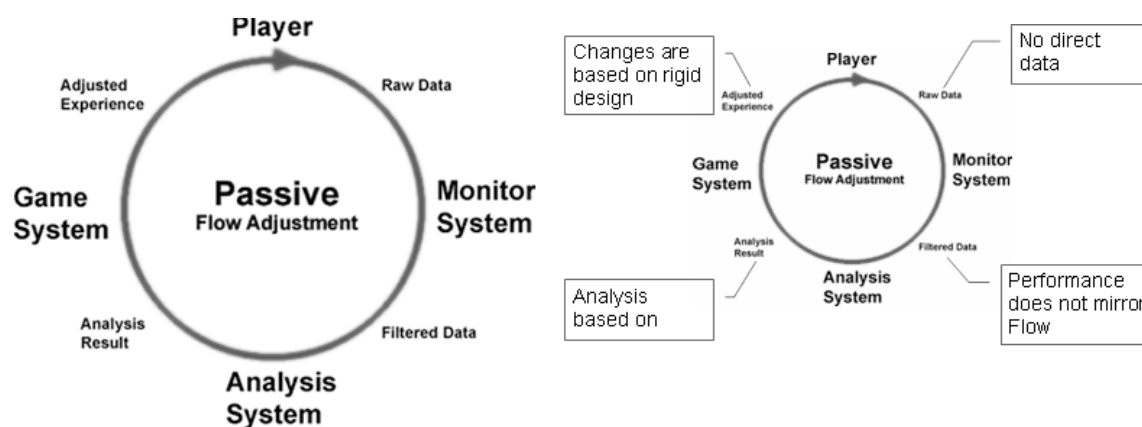 Player
Adjusted
Experience
Raw Data
Game
System
Passive
Flow Adjustment
Monitor
System
Analysis
Result
Filtered Data
Analysis
System
Changes are
based on rigid
design
No direct
data
Player
Adjusted
Experience
Raw Data
Game
System
Passive
Flow Adjustment
Monitor
System
Analysis
Result
Filtered Data
Analysis
System
Analysis
based on
Performance
does not mirror
Flow